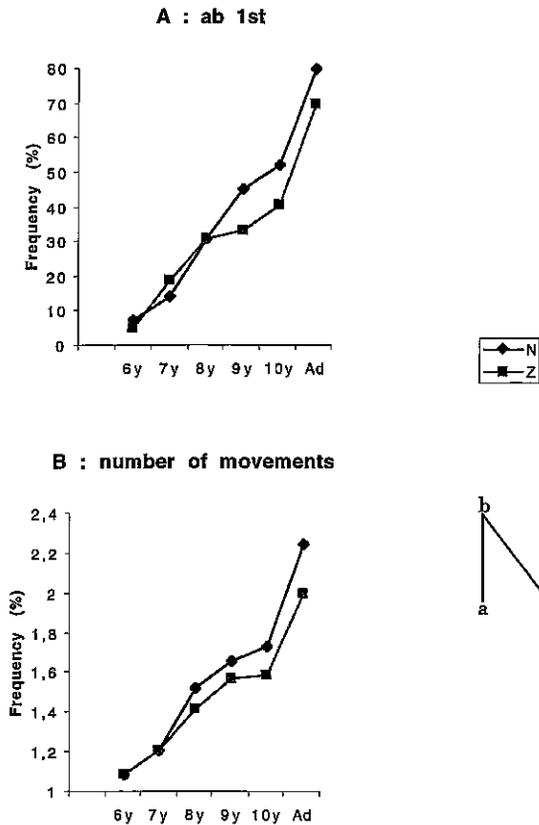 A : ab 1st
80
70
60
50
40
30
20
10
0
Frequency (%)
6y 7y 8y 9y 10y Ad
N
Z
B : number of movements
2,4
2,2
2
1,8
1,6
1,4
1,2
1
Frequency (%)
6y 7y 8y 9y 10y Ad
b
a